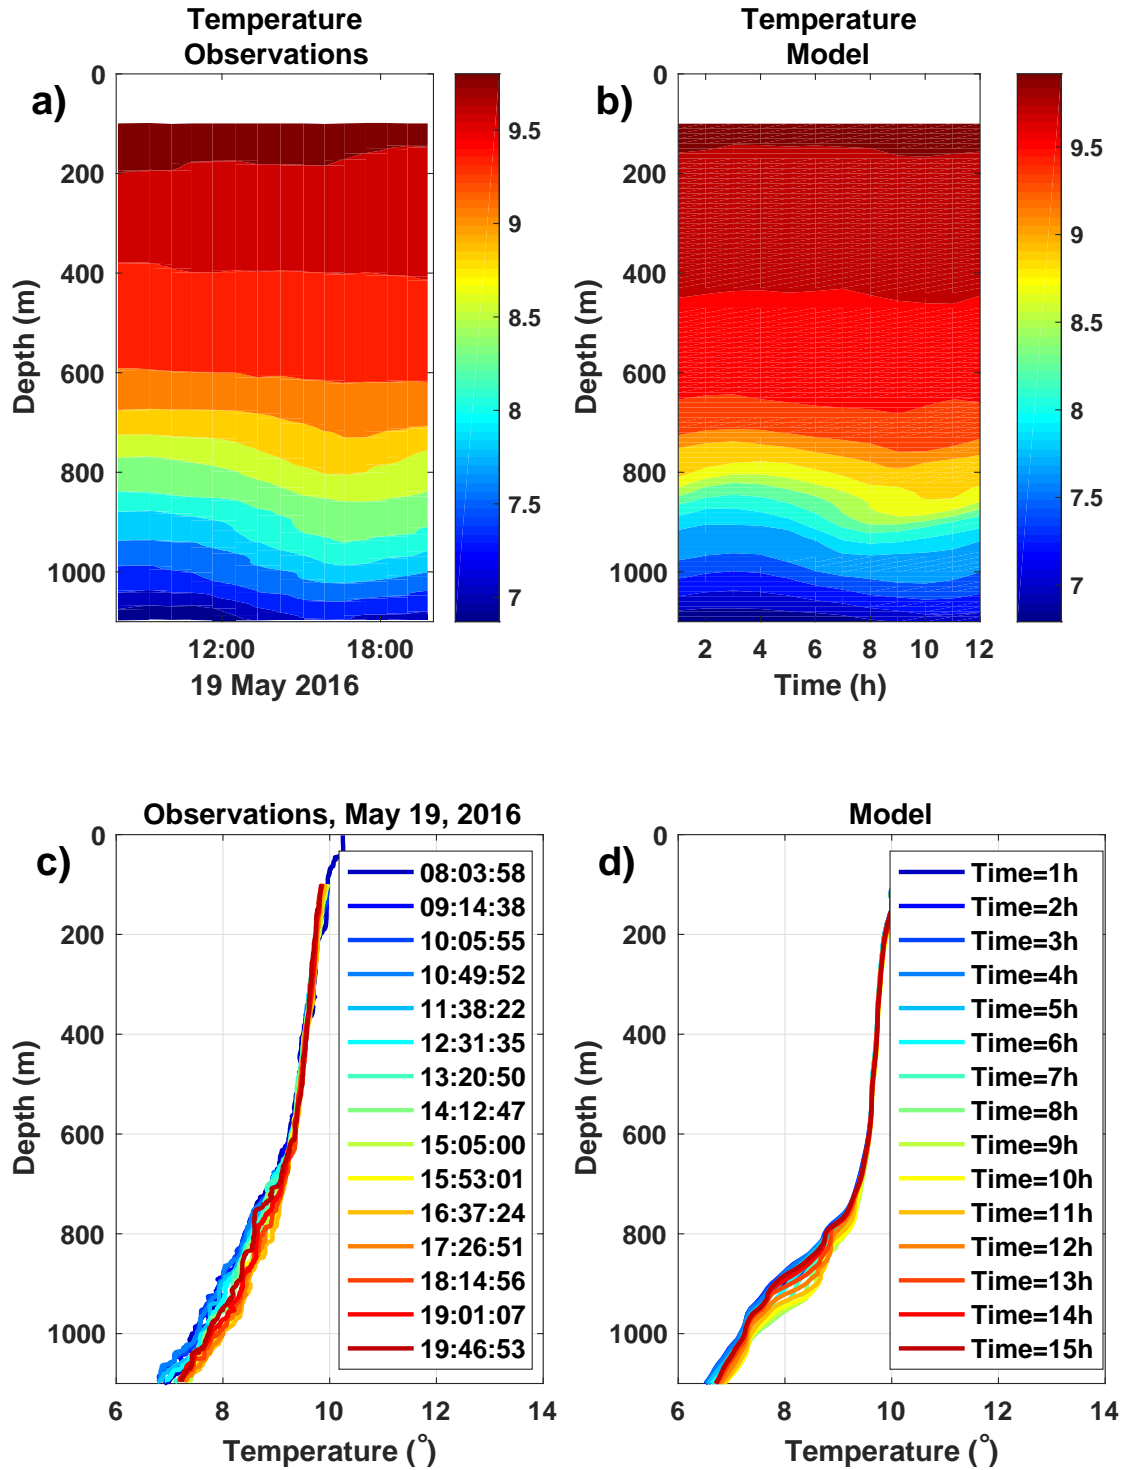 Temperature
Observations
a)
0
200
400
600
800
1000
Depth (m)
12:00
18:00
19 May 2016
9.5
9
8.5
8
7.5
7
Temperature
Model
b)
0
200
400
600
800
1000
Depth (m)
2
4
6
8
10
12
Time (h)
9.5
9
8.5
8
7.5
7
Observations, May 19, 2016
c)
0
200
400
600
800
1000
Depth (m)
08:03:58
09:14:38
10:05:55
10:49:52
11:38:22
12:31:35
13:20:50
14:12:47
15:05:00
15:53:01
16:37:24
17:26:51
18:14:56
19:01:07
19:46:53
6
8
10
12
14
Temperature (°)
Model
d)
0
200
400
600
800
1000
Depth (m)
Time=1h
Time=2h
Time=3h
Time=4h
Time=5h
Time=6h
Time=7h
Time=8h
Time=9h
Time=10h
Time=11h
Time=12h
Time=13h
Time=14h
Time=15h
6
8
10
12
14
Temperature (°)